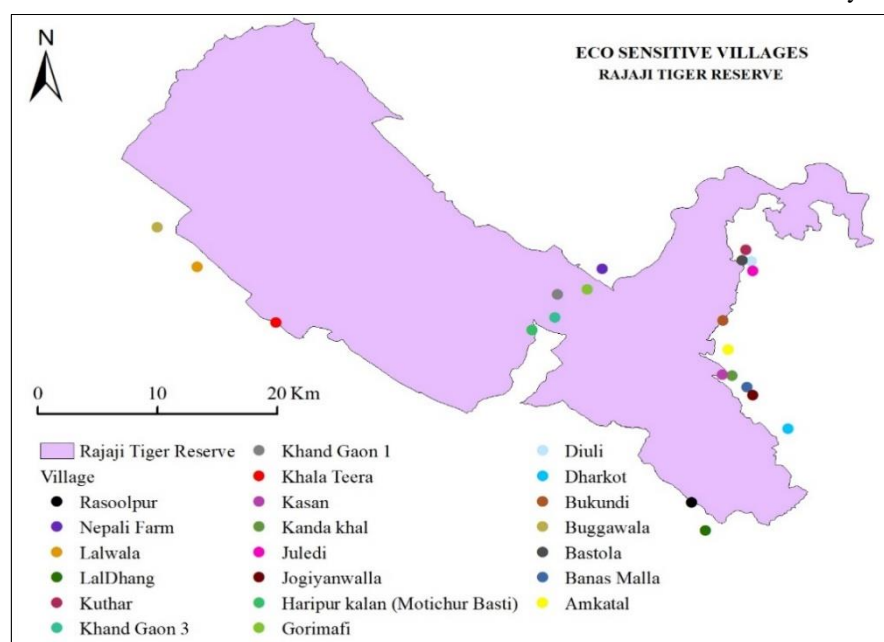 N
ECO SENSITIVE VILLAGES
RAJAJI TIGER RESERVE
0 10 20 Km
Rajaji Tiger Reserve
Village
Rasoolpur
Nepali Farm
Lalwala
LalDhang
Kuthar
Khand Gaon 3
Khand Gaon 1
Khala Teera
Kasan
Kanda khal
Juledi
Jogiyanwalla
Haripur kalan (Motichur Basti)
Gorimafi
Diuli
Dharkot
Bukundi
Buggawala
Bastola
Banas Malla
Amkatal